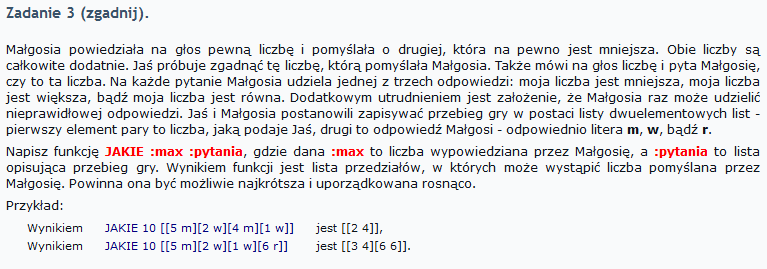 Zadanie 3 (zgadnij).
Małgosia powiedziała na głos pewną liczbę i pomyślała o drugiej, która na pewno jest mniejsza. Obie liczby są
całkowite dodatnie. Jaś próbuje zgadnąć tę liczbę, którą pomyślała Małgosia. Także mówi na głos liczbę i pyta Małgosię,
czy to ta liczba. Na każde pytanie Małgosia udziela jednej z trzech odpowiedzi: moja liczba jest mniejsza, moja liczba
jest większa, bądź moja liczba jest równa. Dodatkowym utrudnieniem jest założenie, że Małgosia raz może udzielić
nieprawidłowej odpowiedzi. Jaś i Małgosia postanowili zapisywać przebieg gry w postaci listy dwuelementowych list -
pierwszy element pary to liczba, jaką podaje Jaś, drugi to odpowiedź Małgosi - odpowiednio litera m, w, bądź r.
Napisz funkcję JAKIE :max :pytania, gdzie dana :max to liczba wypowiedziana przez Małgosię, a :pytania to lista
opisująca przebieg gry. Wynikiem funkcji jest lista przedziałów, w których może wystąpić liczba pomyślana przez
Małgosię. Powinna ona być możliwie najkrótsza i uporządkowana rosnąco.
Przykład:
Wynikiem JAKIE 10 [[5 m][2 w][4 m][1 w]] jest [[2 4]],
Wynikiem JAKIE 10 [[5 m][2 w][1 w][6 r]] jest [[3 4][6 6]].